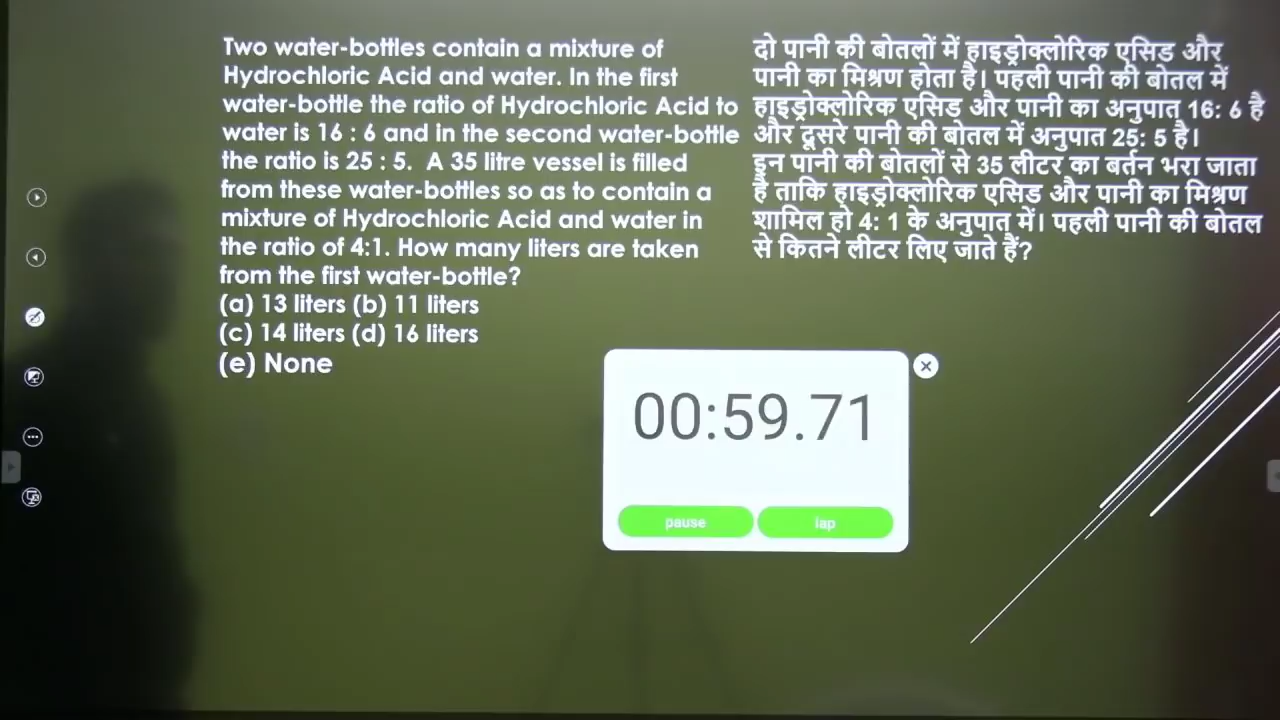 Two water-bottles contain a mixture of
Hydrochloric Acid and water. In the first
water-bottle the ratio of Hydrochloric Acid to
water is 16 : 6 and in the second water-bottle
the ratio is 25 : 5. A 35 litre vessel is filled
from these water-bottles so as to contain a
mixture of Hydrochloric Acid and water in
the ratio of 4:1. How many liters are taken
from the first water-bottle?
(a) 13 liters (b) 11 liters
(c) 14 liters (d) 16 liters
(e) None
दो पानी की बोतलों में हाइड्रोक्लोरिक एसिड और
पानी का मिश्रण होता है। पहली पानी की बोतल में
हाइड्रोक्लोरिक एसिड और पानी का अनुपात 16: 6 है
और दूसरे पानी की बोतल में अनुपात 25: 5 है।
इन पानी की बोतलों से 35 लीटर का बर्तन भरा जाता
है ताकि हाइड्रोक्लोरिक एसिड और पानी का मिश्रण
शामिल हो 4: 1 के अनुपात में। पहली पानी की बोतल
से कितने लीटर लिए जाते हैं?
00:59.71
pause lap